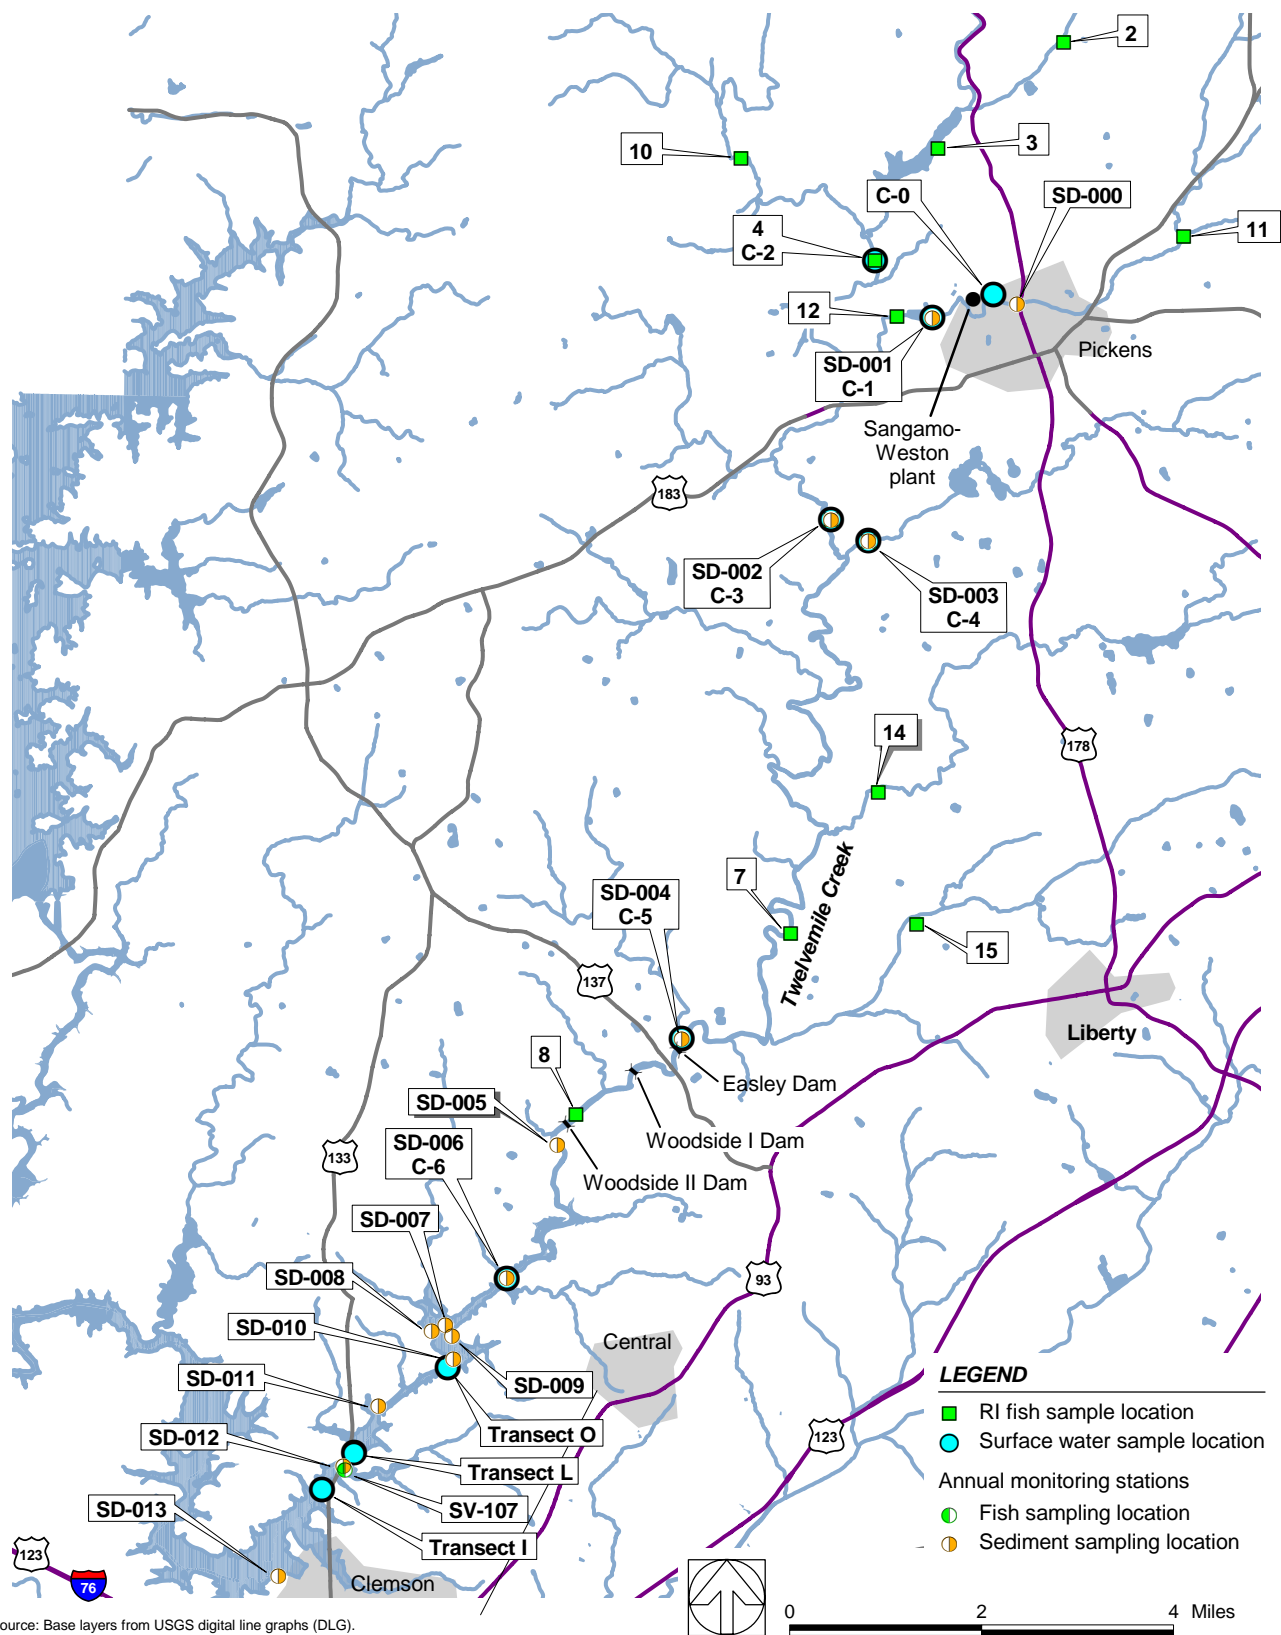 2
3
10
C-0
SD-000
11
4
C-2
12
SD-001
C-1
Pickens
Sangamo-
Weston
plant
183
SD-002
C-3
SD-003
C-4
14
178
Twelvemile Creek
7
SD-004
C-5
15
137
Liberty
8
Easley Dam
SD-005
Woodside I Dam
SD-006
C-6
133
Woodside II Dam
SD-007
SD-008
93
SD-010
Central
SD-009
SD-011
Transect O
SD-012
Transect L
123
SV-107
SD-013
Transect I
123
76
Clemson
LEGEND
RI fish sample location
Surface water sample location
Annual monitoring stations
Fish sampling location
Sediment sampling location
0 2 4 Miles
ource: Base layers from USGS digital line graphs (DLG).